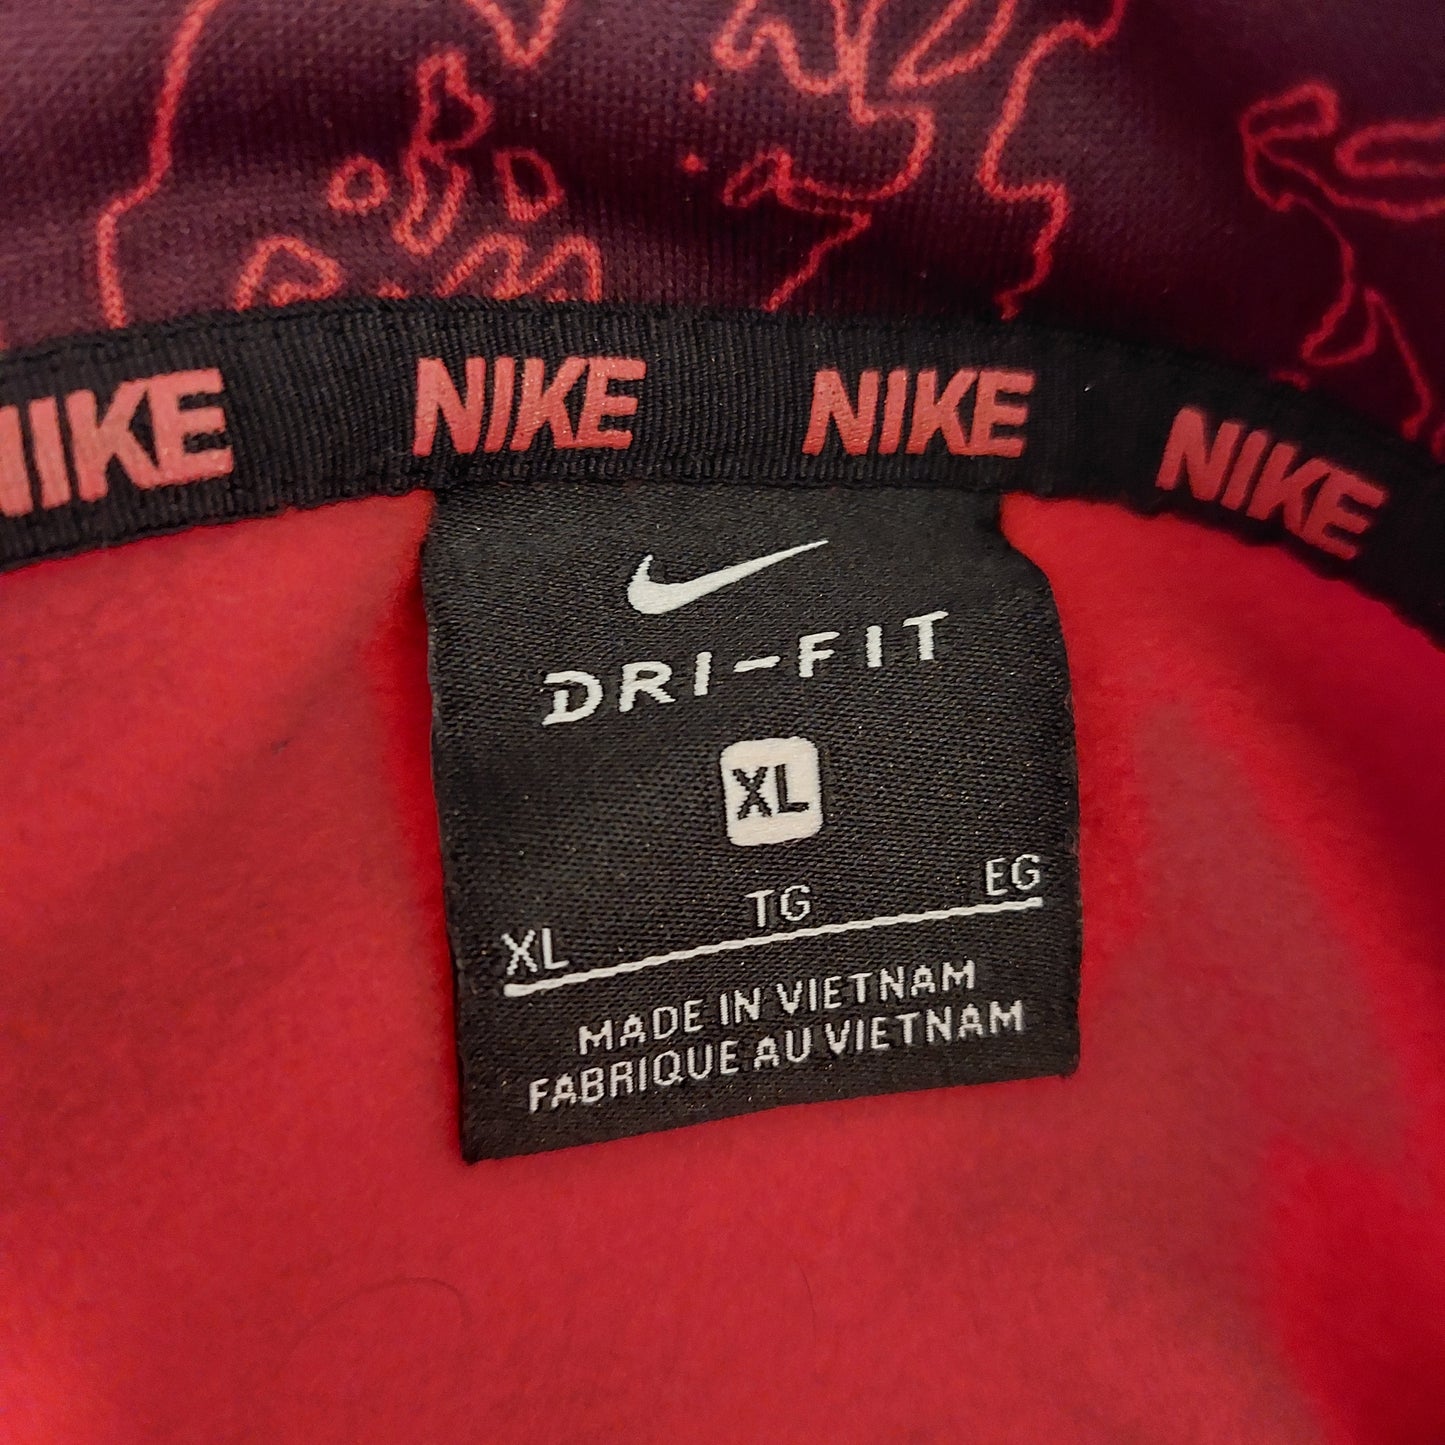 NIKE NIKE NIKE NIKE
DRI-FIT
XL
XL TG EG
MADE IN VIETNAM
FABRIQUE AU VIETNAM